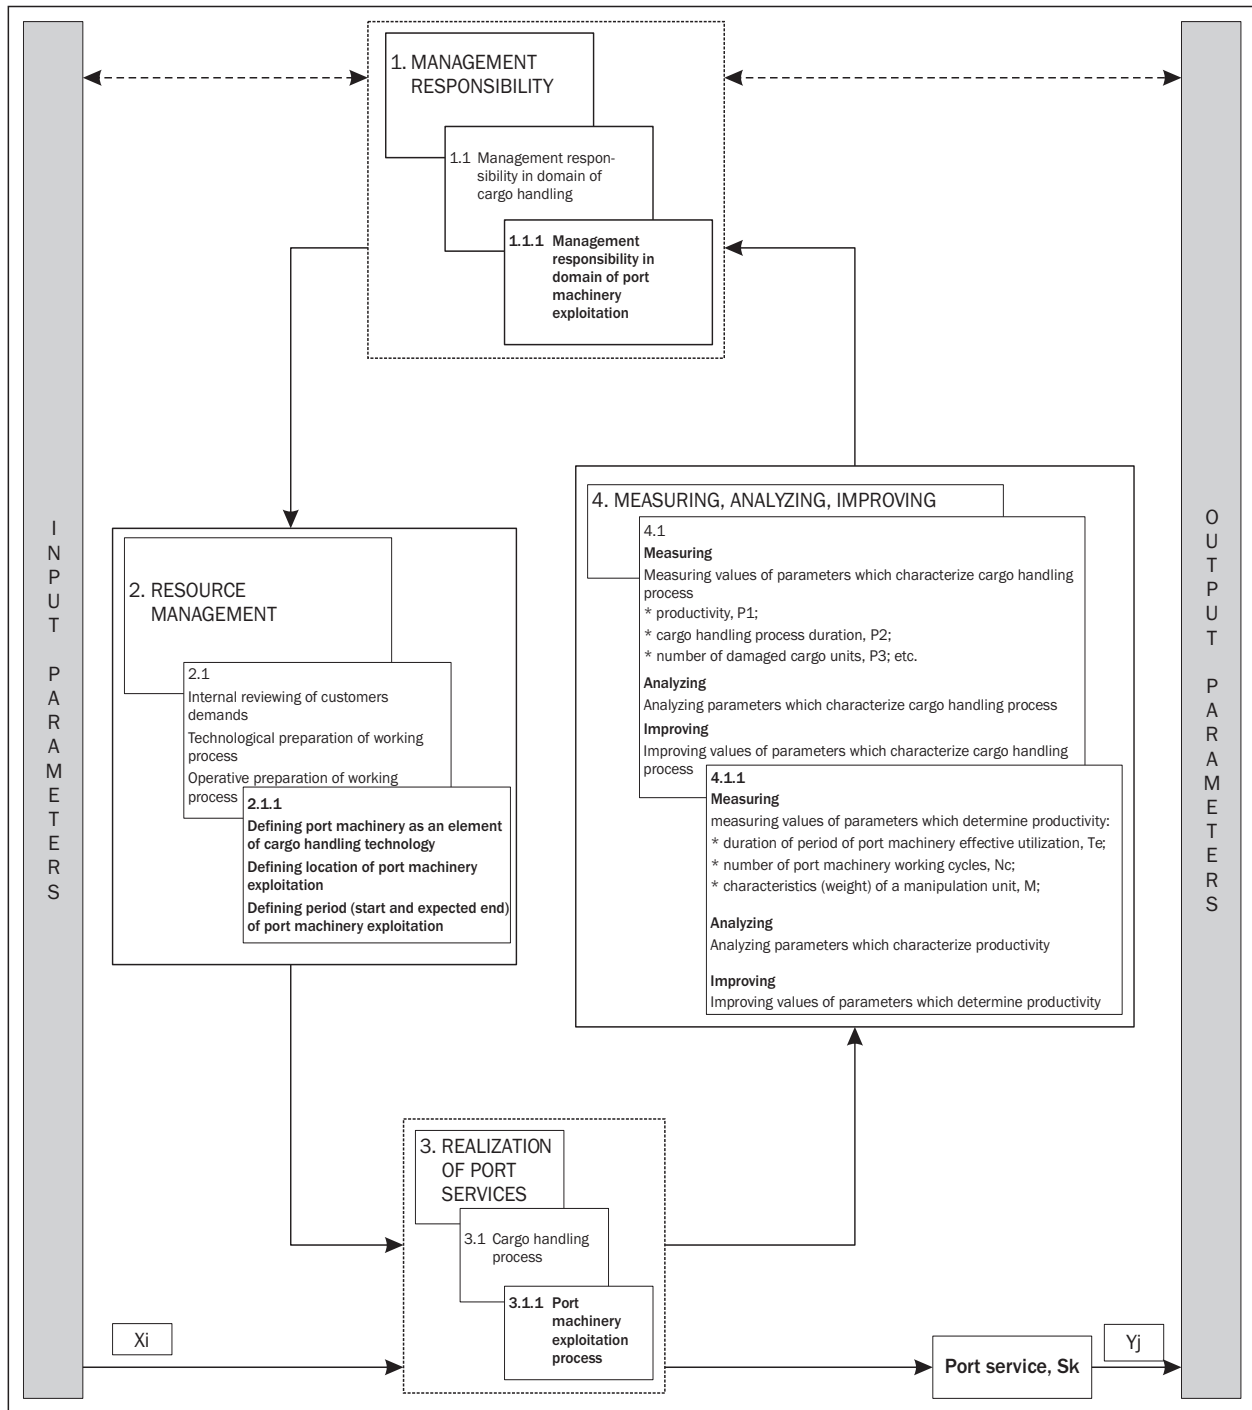 1. MANAGEMENT
RESPONSIBILITY
1.1 Management respon-
sibility in domain of
cargo handling
1.1.1 Management
responsibility in
domain of port
machinery
exploitation
INPUT PARAMETERS
2. RESOURCE
MANAGEMENT
2.1
Internal reviewing of customers
demands
Technological preparation of working
process
Operative preparation of working
process
2.1.1
Defining port machinery as an element
of cargo handling technology
Defining location of port machinery
exploitation
Defining period (start and expected end)
of port machinery exploitation
4. MEASURING, ANALYZING, IMPROVING
4.1
Measuring
Measuring values of parameters which characterize cargo handling
process
* productivity, P1;
* cargo handling process duration, P2;
* number of damaged cargo units, P3; etc.
Analyzing
Analyzing parameters which characterize cargo handling process
Improving
Improving values of parameters which characterize cargo handling
process
4.1.1
Measuring
measuring values of parameters which determine productivity:
* duration of period of port machinery effective utilization, Te;
* number of port machinery working cycles, Nc;
* characteristics (weight) of a manipulation unit, M;
Analyzing
Analyzing parameters which characterize productivity
Improving
Improving values of parameters which determine productivity
OUTPUT PARAMETERS
3. REALIZATION
OF PORT
SERVICES
3.1 Cargo handling
process
3.1.1 Port
machinery
exploitation
process
Xi
Port service, Sk
Yj